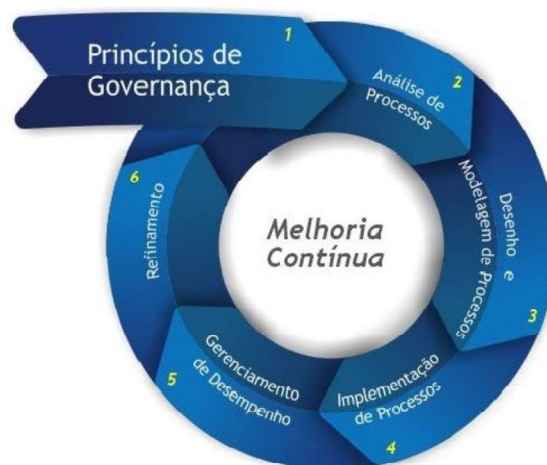 1
Princípios de
Governança
2
Análise de
Processos
Desenho e
Modelagem de Processos
3
Implementação
de Processos
4
Gerenciamento
de Desempenho
5
6
Refinamento
Melhoria
Contínua